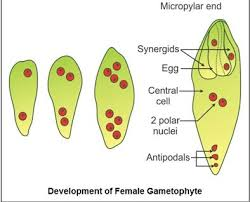 Micropylar end
Synergids
Egg
Central
cell
2 polar
nuclei
Antipodals
Development of Female Gametophyte